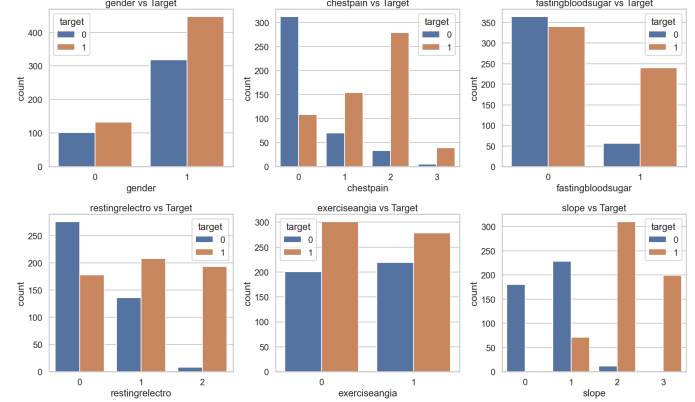 gender vs Target
target
0
1
count
400
300
200
100
0
0
1
gender
chestpain vs Target
target
0
1
count
300
250
200
150
100
50
0
0
1
2
3
chestpain
fastingbloodsugar vs Target
target
0
1
count
350
300
250
200
150
100
50
0
0
1
fastingbloodsugar
restingrelectro vs Target
target
0
1
count
250
200
150
100
50
0
0
1
2
restingrelectro
exerciseangia vs Target
target
0
1
count
300
250
200
150
100
50
0
0
1
exerciseangia
slope vs Target
target
0
1
count
300
250
200
150
100
50
0
0
1
2
3
slope